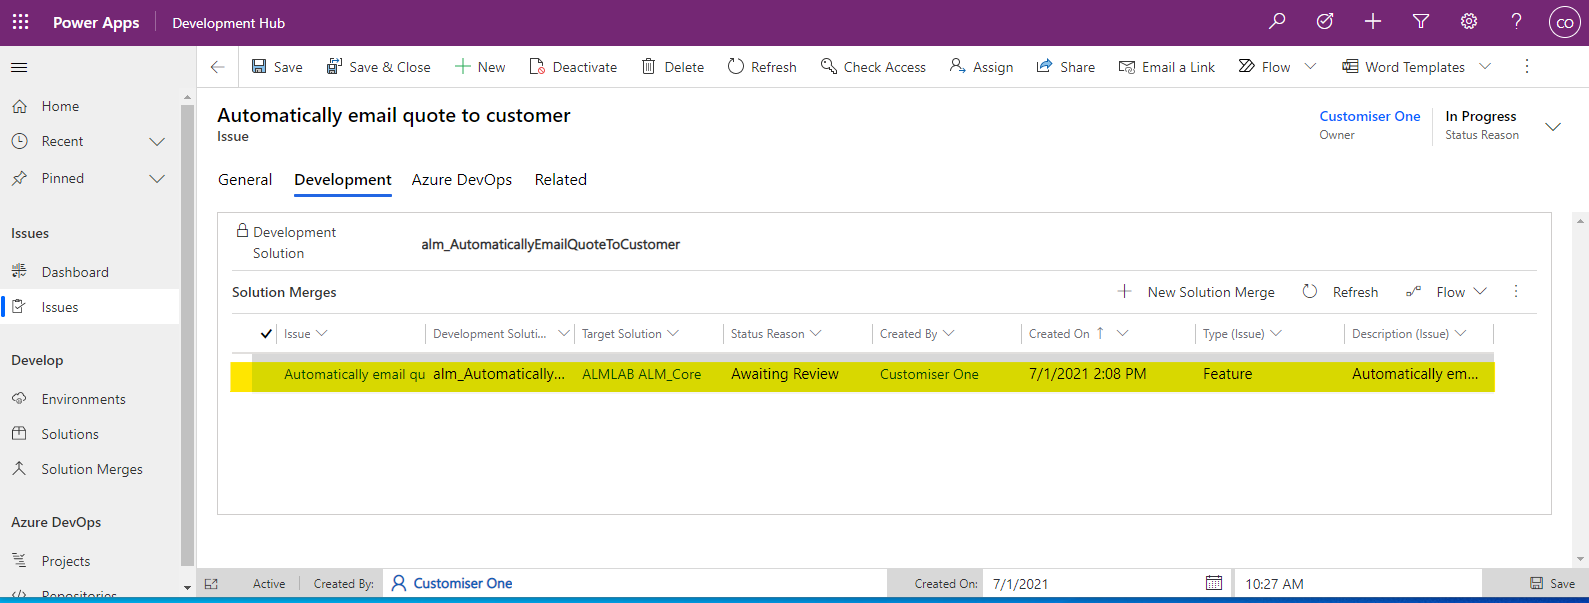 Power Apps
Development Hub
CO
Save
Save & Close
New
Deactivate
Delete
Refresh
Check Access
Assign
Share
Email a Link
Flow
Word Templates
Home
Recent
Pinned
Issues
Dashboard
Issues
Develop
Environments
Solutions
Solution Merges
Azure DevOps
Projects
Repositories
Automatically email quote to customer
Issue
Customiser One
Owner
In Progress
Status Reason
General
Development
Azure DevOps
Related
Development
Solution
alm_AutomaticallyEmailQuoteToCustomer
Solution Merges
New Solution Merge
Refresh
Flow
Issue
Development Soluti...
Target Solution
Status Reason
Created By
Created On
Type (Issue)
Description (Issue)
Automatically email qu
alm_Automatically...
ALMLAB ALM_Core
Awaiting Review
Customiser One
7/1/2021 2:08 PM
Feature
Automatically em...
Active
Created By:
Customiser One
Created On:
7/1/2021
10:27 AM
Save